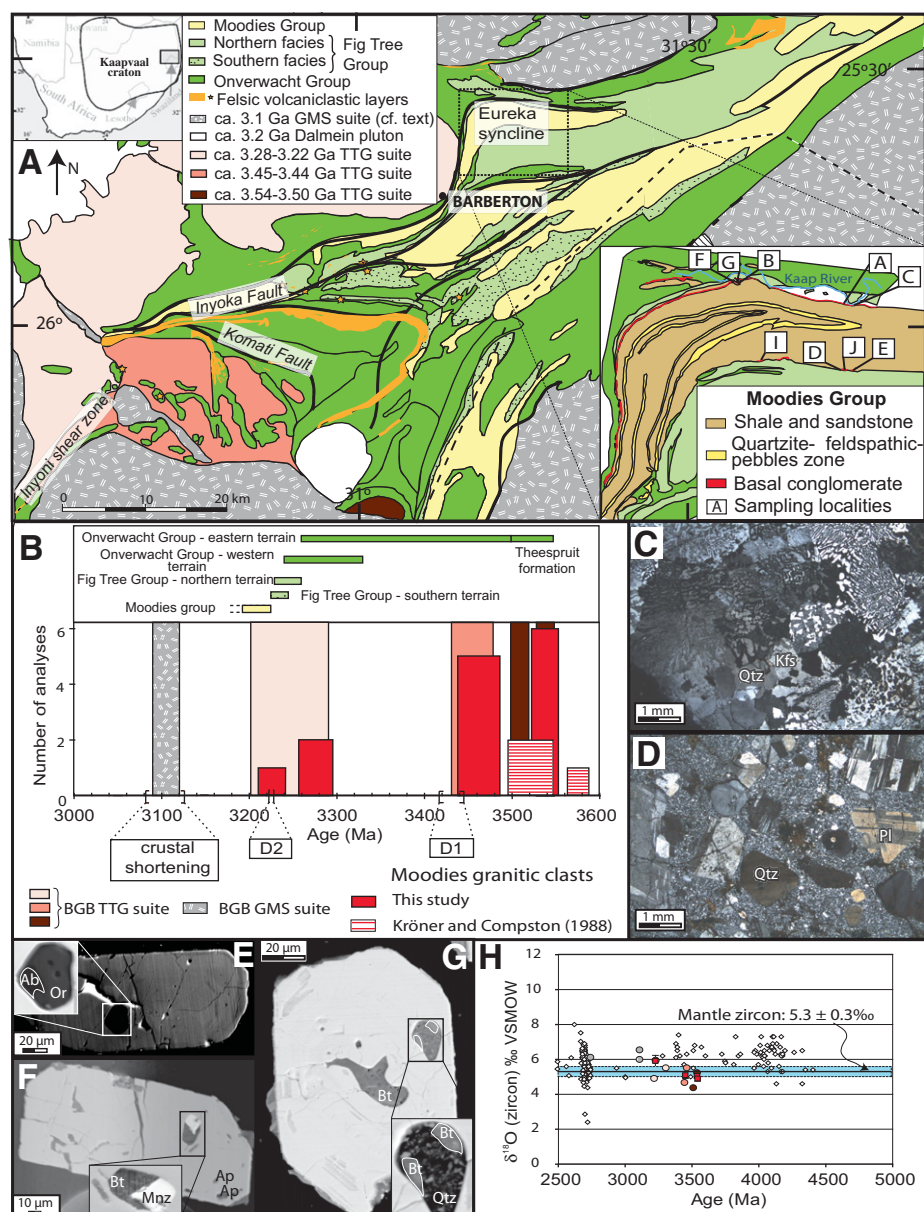 Botswana
Namibia
Kaapvaal
craton
South Africa
Lesotho
Swaziland
Moodies Group
Northern facies
Southern facies
Fig Tree
Group
Onverwacht Group
* Felsic volcaniclastic layers
ca. 3.1 Ga GMS suite (cf. text)
ca. 3.2 Ga Dalmein pluton
ca. 3.28-3.22 Ga TTG suite
ca. 3.45-3.44 Ga TTG suite
ca. 3.54-3.50 Ga TTG suite
31º30′
25º30′
A
N
Eureka
syncline
BARBERTON
Inyoka Fault
26º
Komati Fault
Inyoni shear zone
0 10 20 km
31º
F G B A C
Kaap River
I D J E
Moodies Group
Shale and sandstone
Quartzite- feldspathic-
pebbles zone
Basal conglomerate
A Sampling localities
B
Onverwacht Group - eastern terrain
Theespruit
formation
Onverwacht Group - western
terrain
Fig Tree Group - northern terrain
Fig Tree Group - southern terrain
Moodies group
Number of analyses
6
4
2
0
3000 3100 3200 3300 3400 3500 3600
Age (Ma)
crustal
shortening
D2
D1
BGB TTG suite
BGB GMS suite
Moodies granitic clasts
This study
Kröner and Compston (1988)
C
Qtz
Kfs
1 mm
D
Pl
Qtz
1 mm
E
Ab
Or
20 µm
F
Bt
Mnz
Ap
Ap
10 µm
G
20 µm
Bt
Bt
Bt
Qtz
H
δ18O (zircon) ‰ VSMOW
12
10
8
6
4
2
0
Mantle zircon: 5.3 ± 0.3‰
2500 3000 3500 4000 4500 5000
Age (Ma)